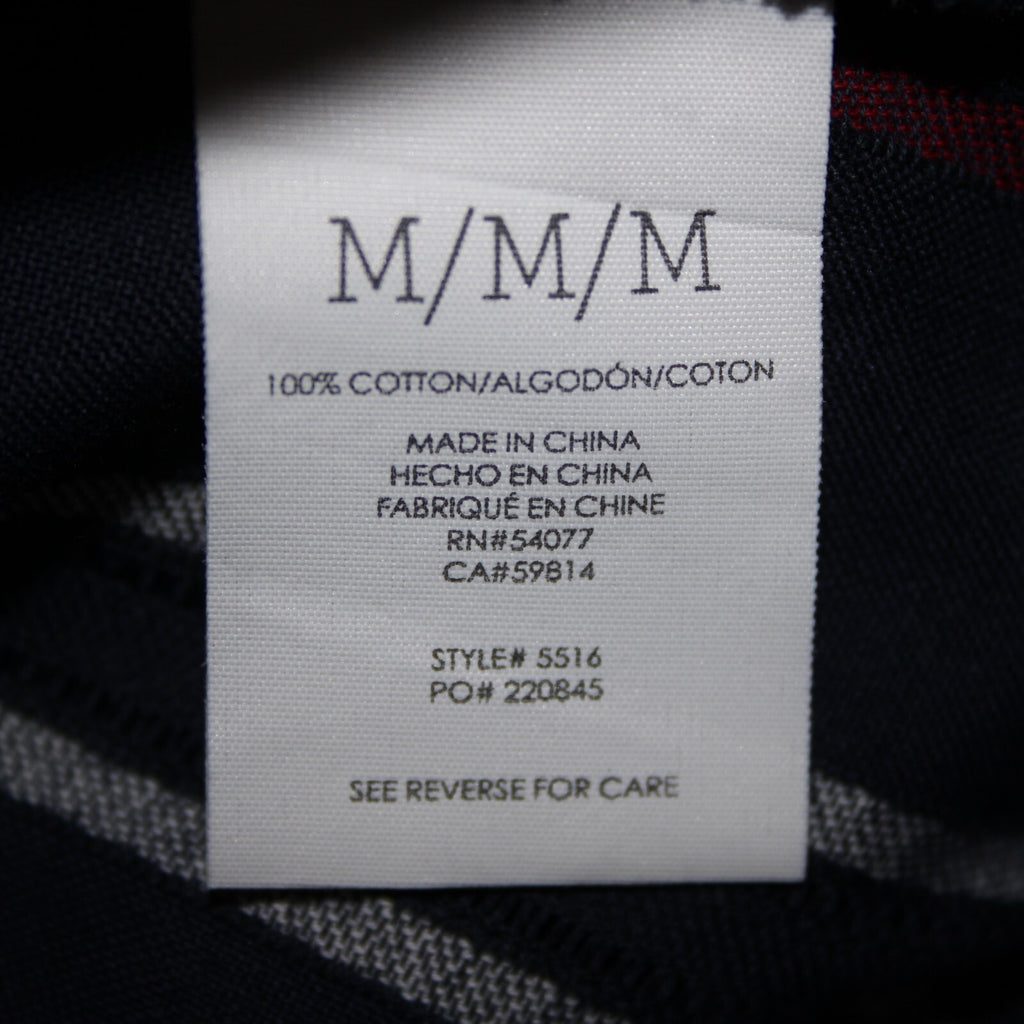 M/M/M
100% COTTON/ALGODÓN/COTON
MADE IN CHINA
HECHO EN CHINA
FABRIQUÉ EN CHINE
RN#54077
CA#59814
STYLE# 5516
PO# 220845
SEE REVERSE FOR CARE